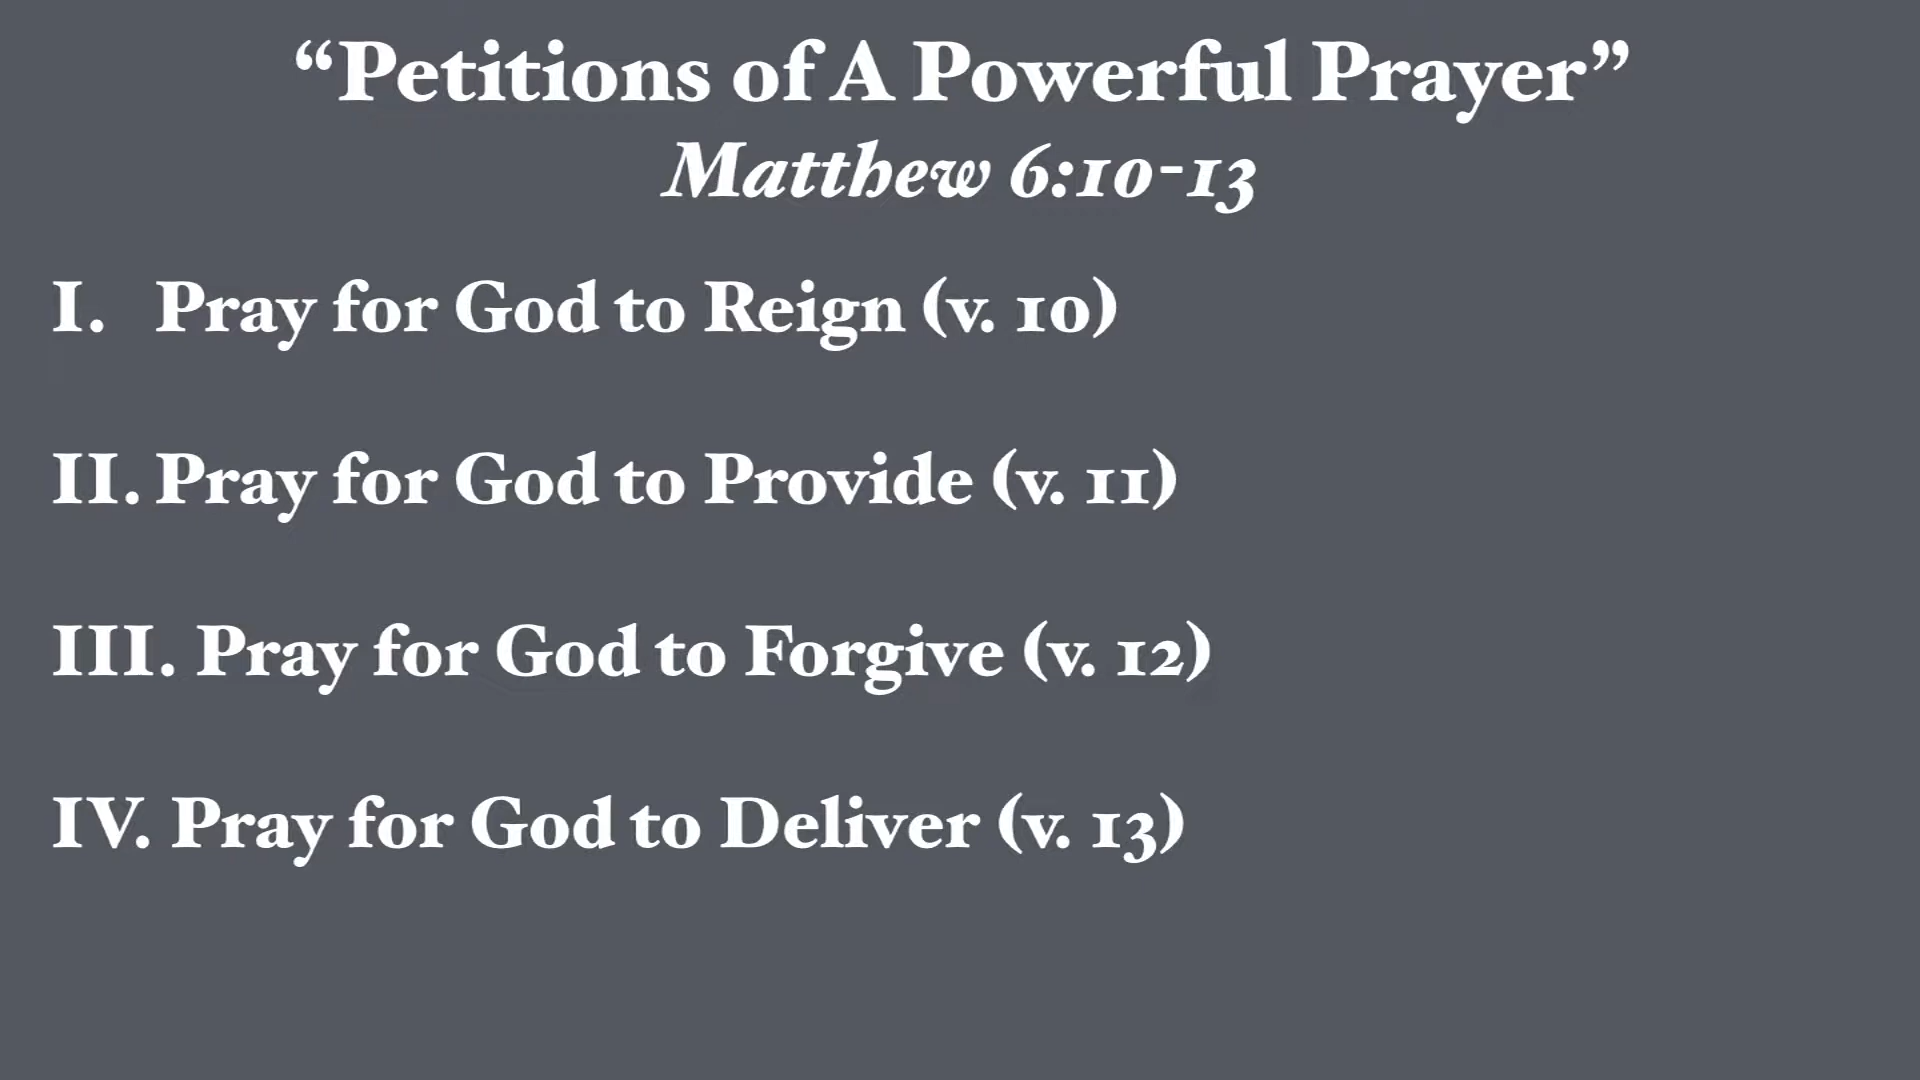 “Petitions of A Powerful Prayer”
Matthew 6:10-13
I. Pray for God to Reign (v. 10)
II. Pray for God to Provide (v. 11)
III. Pray for God to Forgive (v. 12)
IV. Pray for God to Deliver (v. 13)